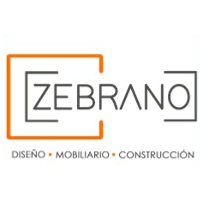 ZEBRANO
DISEÑO • MOBILIARIO • CONSTRUCCIÓN